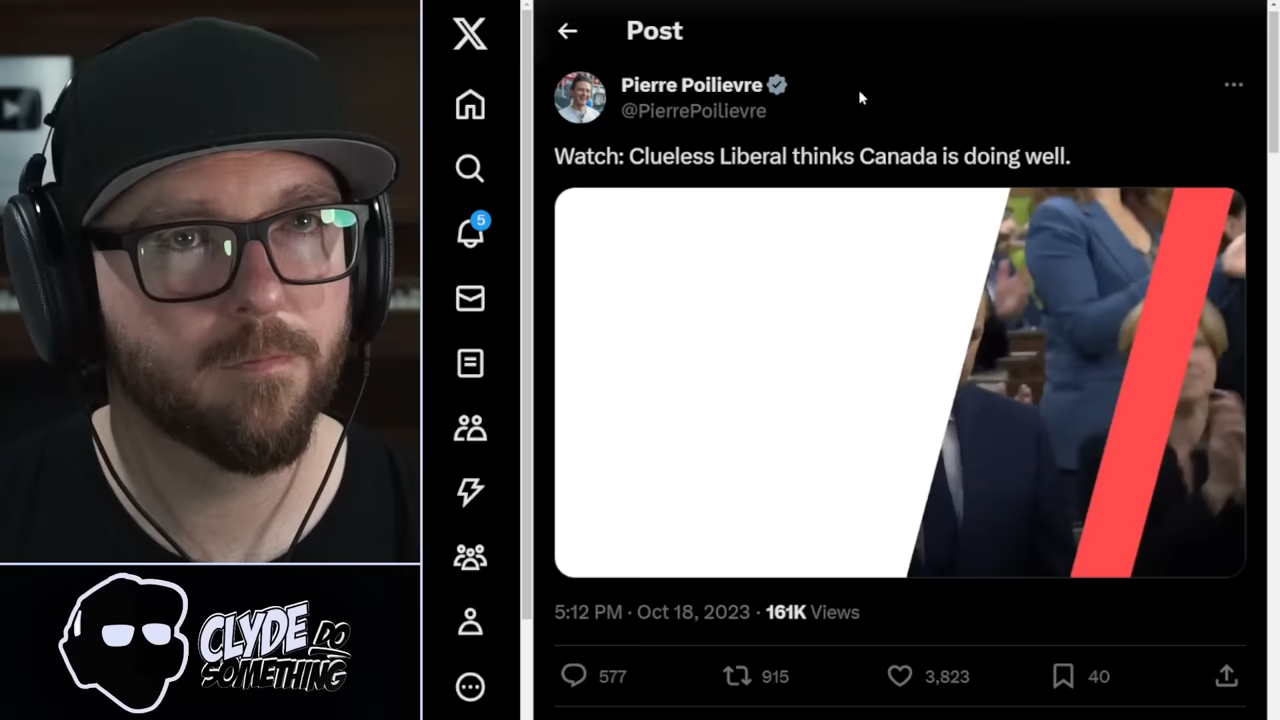 Post
Pierre Poilievre
@PierrePoilievre
Watch: Clueless Liberal thinks Canada is doing well.
5
5:12 PM · Oct 18, 2023 · 161K Views
577
915
3,823
40
CLYDE DO
SOMETHING